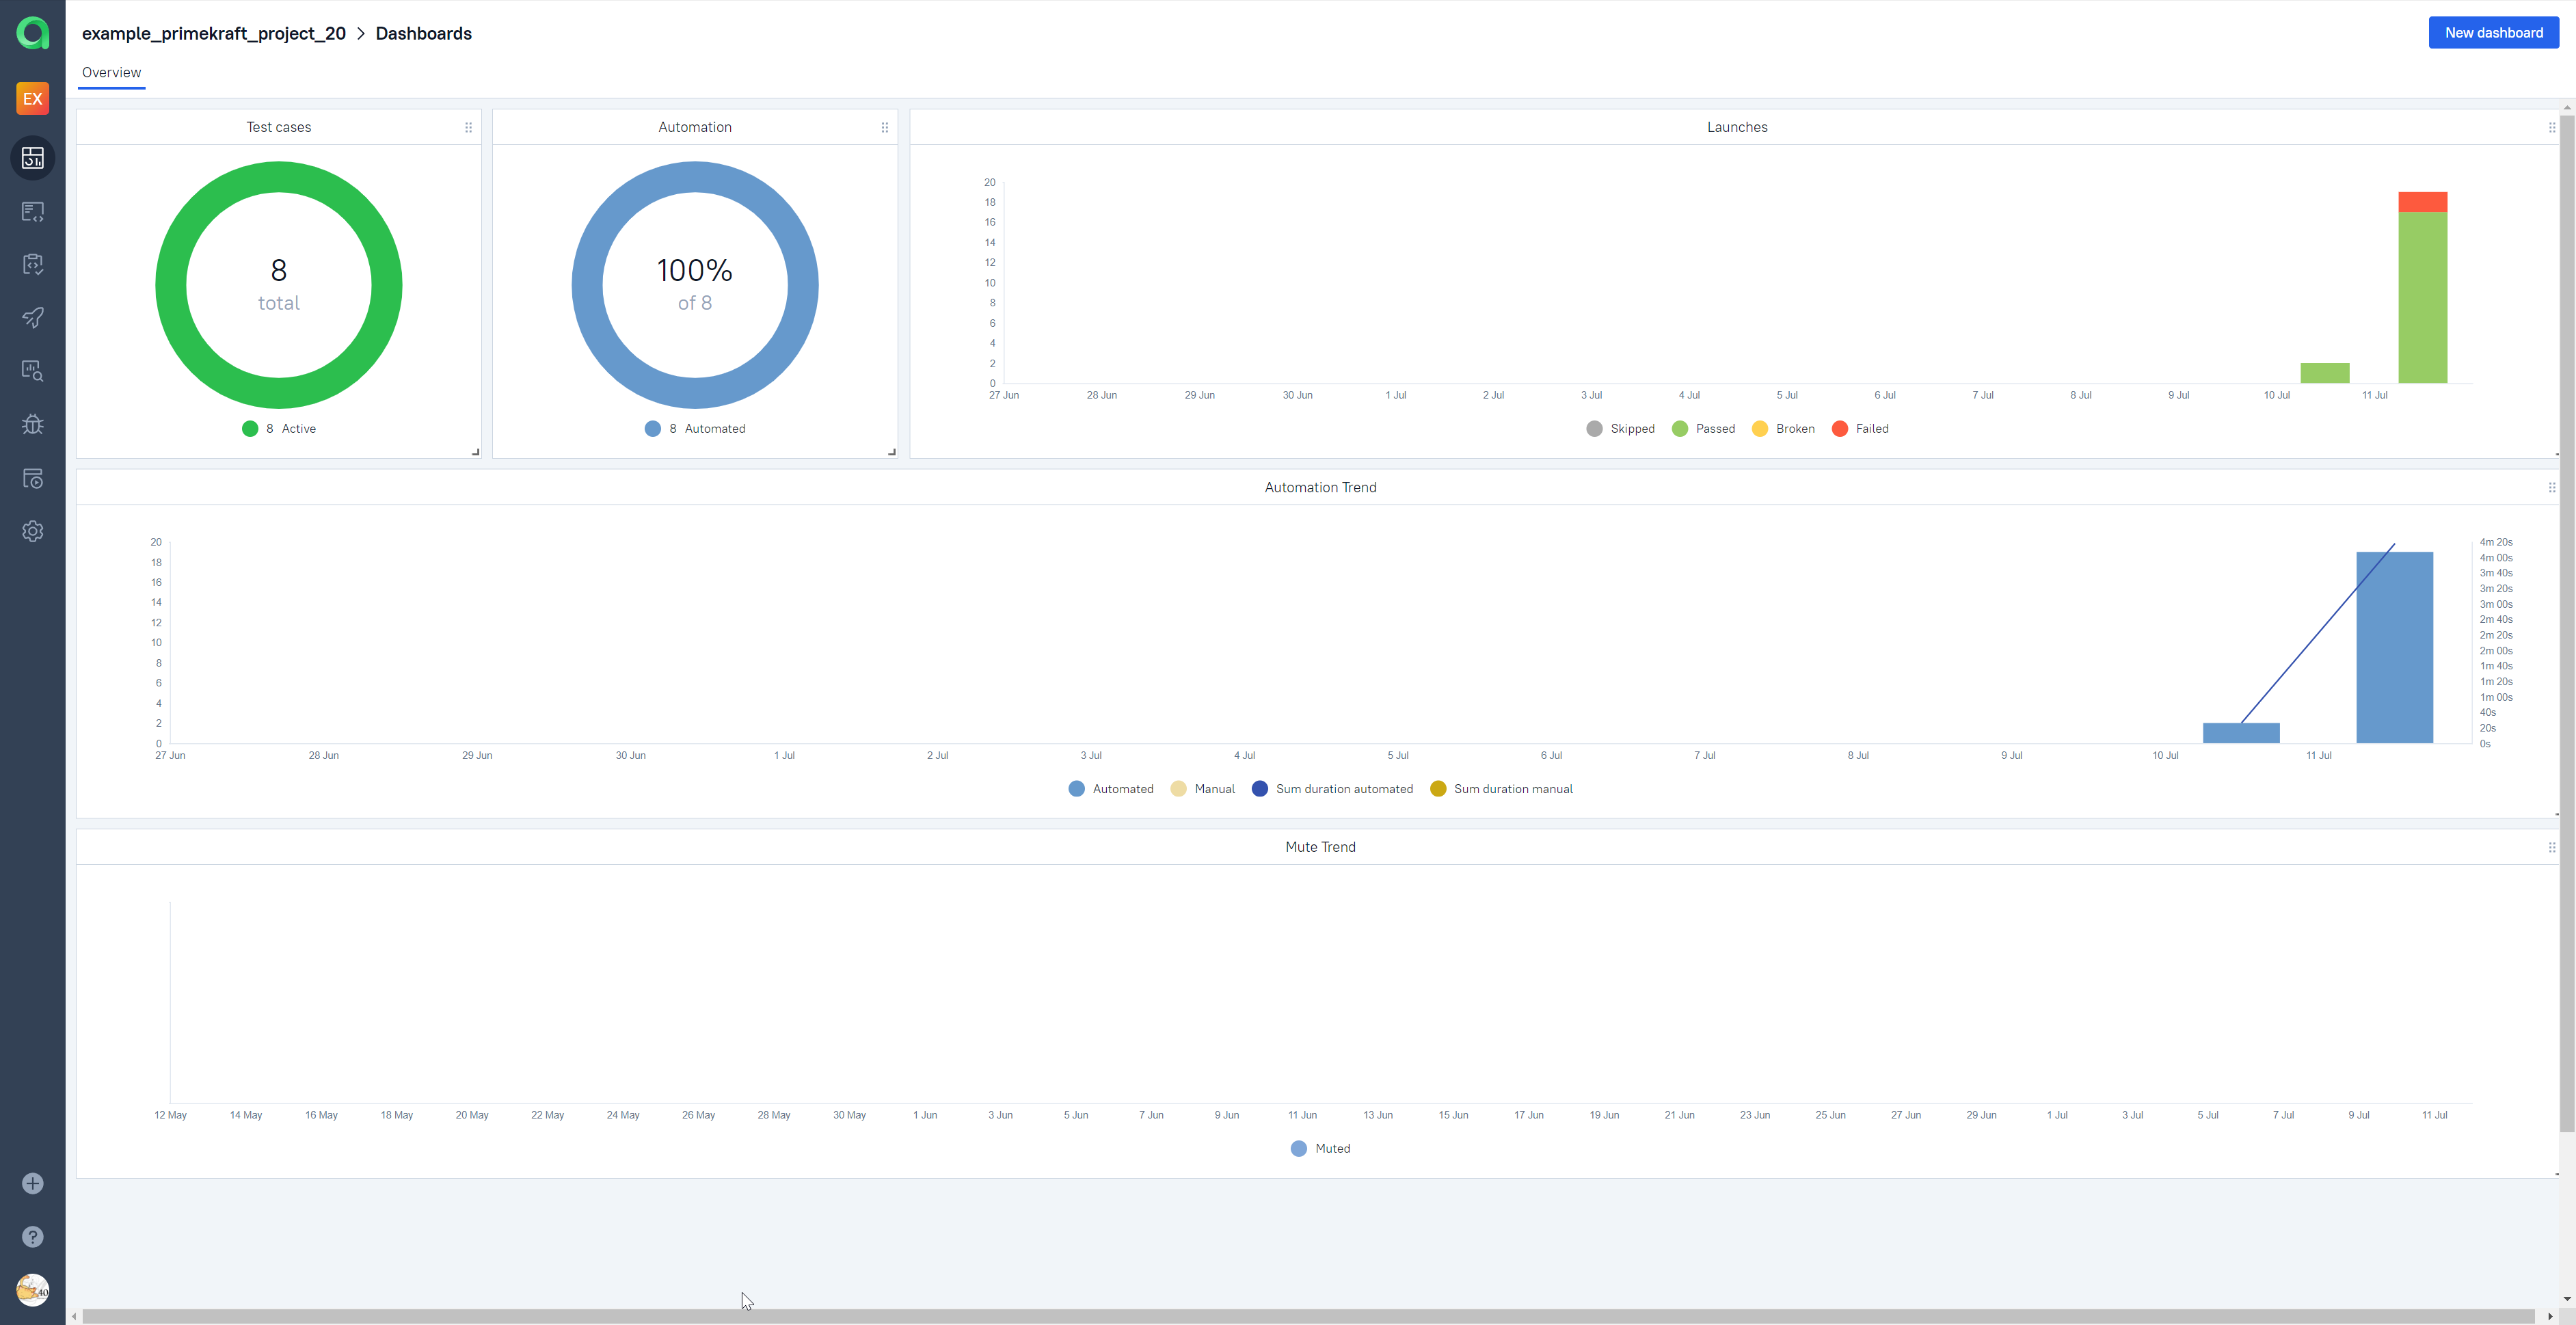 example_primekraft_project_20 > Dashboards
New dashboard
Overview
EX
Test cases
8
total
8 Active
Automation
100%
of 8
8 Automated
Launches
20
18
16
14
12
10
8
6
4
2
0
27 Jun 28 Jun 29 Jun 30 Jun 1 Jul 2 Jul 3 Jul 4 Jul 5 Jul 6 Jul 7 Jul 8 Jul 9 Jul 10 Jul 11 Jul
Skipped Passed Broken Failed
Automation Trend
20
18
16
14
12
10
8
6
4
2
0
4m 20s
4m 00s
3m 40s
3m 20s
3m 00s
2m 40s
2m 20s
2m 00s
1m 40s
1m 20s
1m 00s
40s
20s
0s
27 Jun 28 Jun 29 Jun 30 Jun 1 Jul 2 Jul 3 Jul 4 Jul 5 Jul 6 Jul 7 Jul 8 Jul 9 Jul 10 Jul 11 Jul
Automated Manual Sum duration automated Sum duration manual
Mute Trend
12 May 14 May 16 May 18 May 20 May 22 May 24 May 26 May 28 May 30 May 1 Jun 3 Jun 5 Jun 7 Jun 9 Jun 11 Jun 13 Jun 15 Jun 17 Jun 19 Jun 21 Jun 23 Jun 25 Jun 27 Jun 29 Jun 1 Jul 3 Jul 5 Jul 7 Jul 9 Jul 11 Jul
Muted
?
40